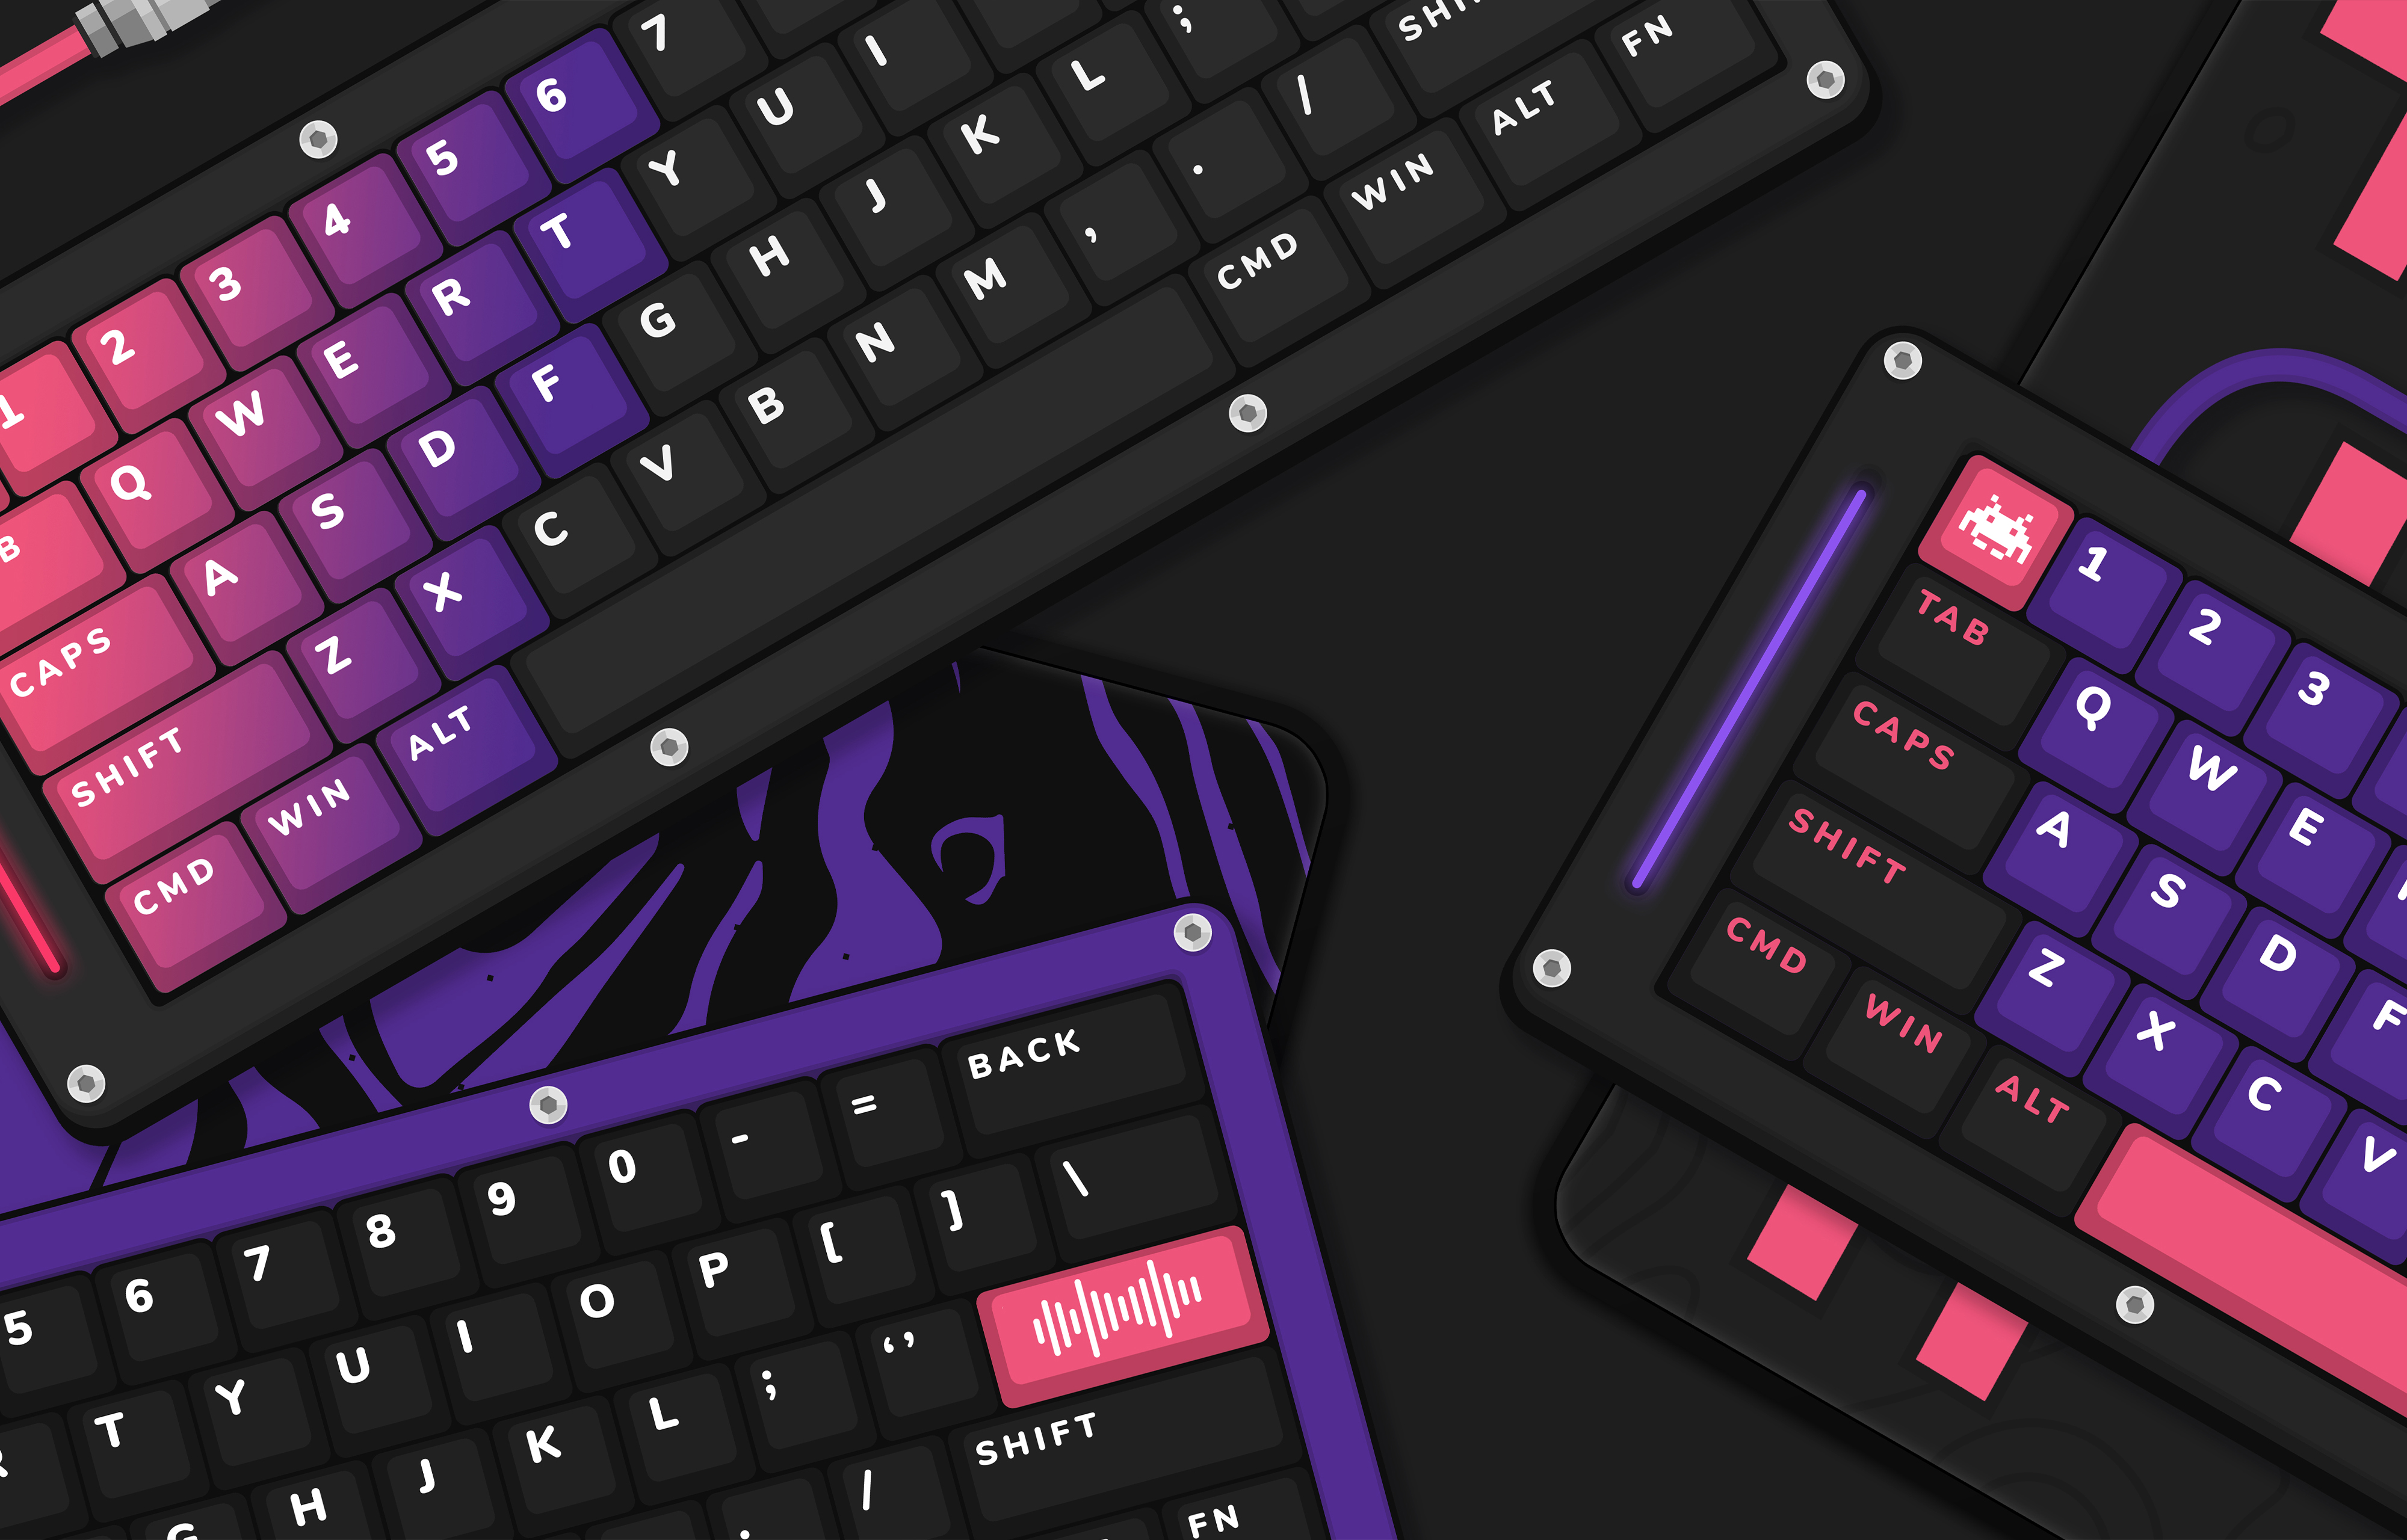 1 2 3 4 5 6 7
Q W E R T Y U I
CAPS A S D F G H J K L ;
SHIFT Z X C V B N M , . /
CMD WIN ALT CMD WIN ALT FN
5 6 7 8 9 0 - = BACK
T Y U I O P [ ] \
H J K L ; ‘ ’
/ SHIFT
FN
1 2 3
TAB Q W E
CAPS A S D F
SHIFT Z X C V
CMD WIN ALT